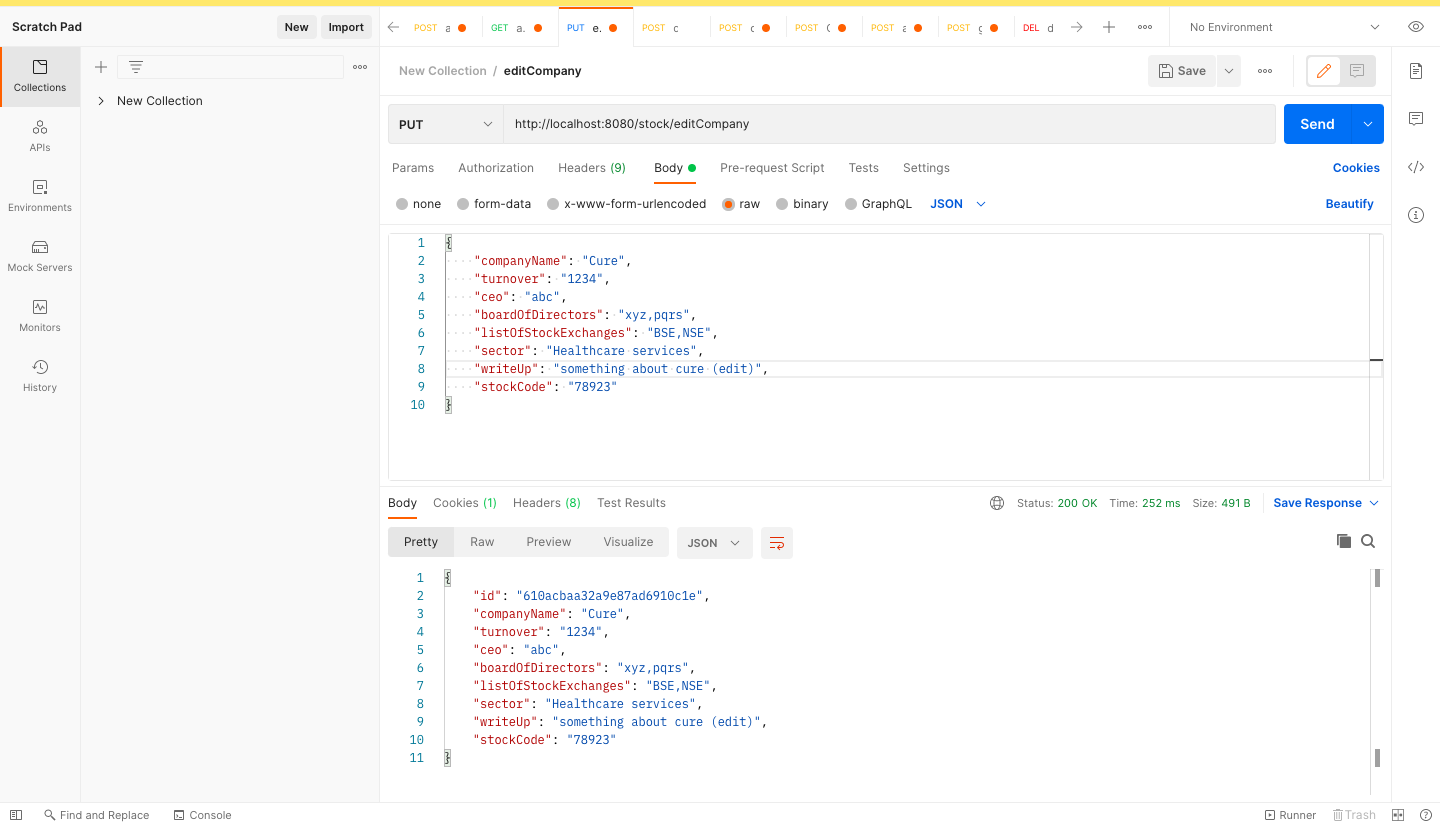 Scratch Pad
New
Import
POST a
GET a.
PUT e.
POST c
POST c
POST (
POST a
POST g
DEL d
No Environment
Collections
APIs
Environments
Mock Servers
Monitors
History
New Collection
New Collection / editCompany
Save
PUT
http://localhost:8080/stock/editCompany
Send
Params
Authorization
Headers (9)
Body
Pre-request Script
Tests
Settings
Cookies
none
form-data
x-www-form-urlencoded
raw
binary
GraphQL
JSON
Beautify
1 {
2 "companyName": "Cure",
3 "turnover": "1234",
4 "ceo": "abc",
5 "boardOfDirectors": "xyz,pqrs",
6 "listOfStockExchanges": "BSE,NSE",
7 "sector": "Healthcare services",
8 "writeUp": "something about cure (edit)",
9 "stockCode": "78923"
10 }
Body
Cookies (1)
Headers (8)
Test Results
Status: 200 OK
Time: 252 ms
Size: 491 B
Save Response
Pretty
Raw
Preview
Visualize
JSON
1 {
2 "id": "610acbaa32a9e87ad6910c1e",
3 "companyName": "Cure",
4 "turnover": "1234",
5 "ceo": "abc",
6 "boardOfDirectors": "xyz,pqrs",
7 "listOfStockExchanges": "BSE,NSE",
8 "sector": "Healthcare services",
9 "writeUp": "something about cure (edit)",
10 "stockCode": "78923"
11 }
Find and Replace
Console
Runner
Trash